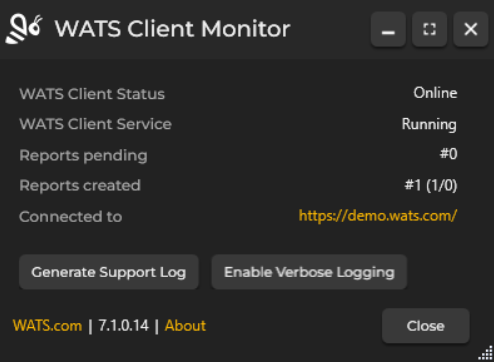 WATS Client Monitor
WATS Client Status Online
WATS Client Service Running
Reports pending #0
Reports created #1 (1/0)
Connected to https://demo.wats.com/
Generate Support Log Enable Verbose Logging
WATS.com | 7.1.0.14 | About Close